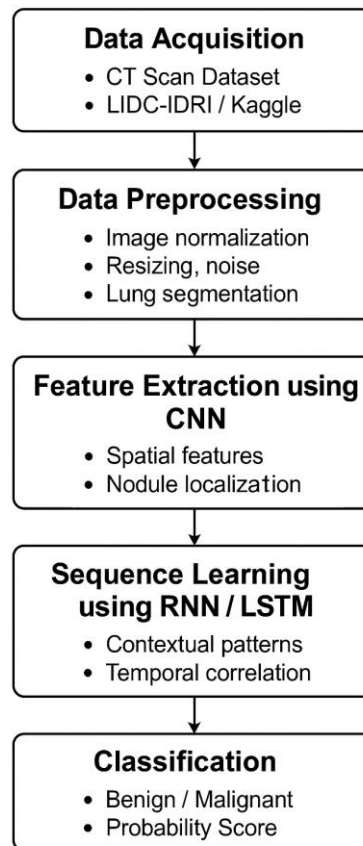 Data Acquisition
• CT Scan Dataset
• LIDC-IDRI / Kaggle
Data Preprocessing
• Image normalization
• Resizing, noise
• Lung segmentation
Feature Extraction using
CNN
• Spatial features
• Nodule localization
Sequence Learning
using RNN / LSTM
• Contextual patterns
• Temporal correlation
Classification
• Benign / Malignant
• Probability Score